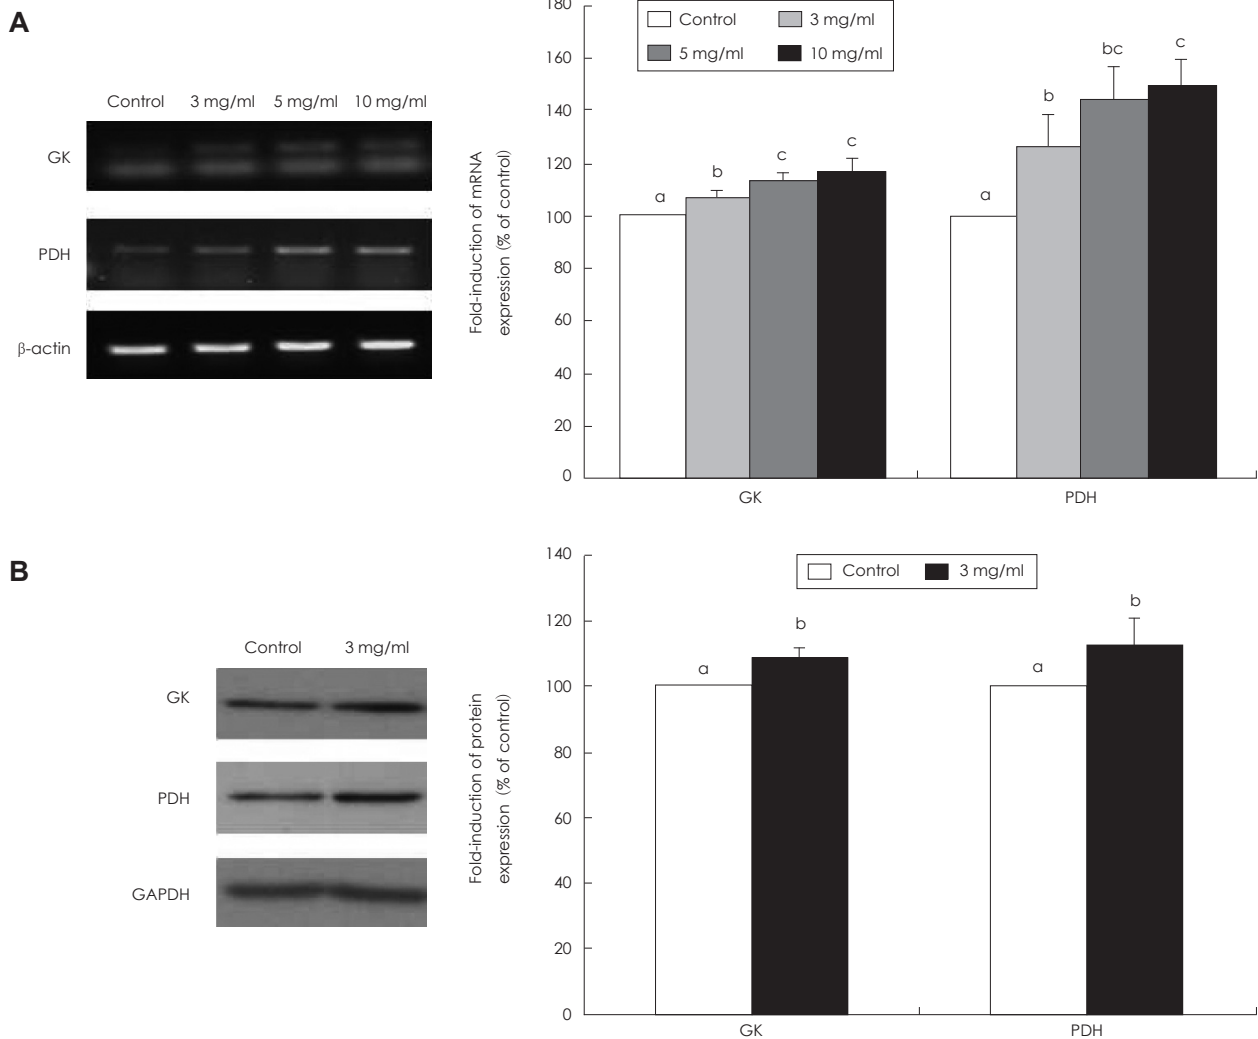 A
Control 3 mg/ml 5 mg/ml 10 mg/ml
GK
PDH
β-actin
Fold-induction of mRNA
expression (% of control)
180
160
140
120
100
80
60
40
20
0
Control 3 mg/ml
5 mg/ml 10 mg/ml
a b c c
a b bc c
GK PDH
B
Control 3 mg/ml
GK
PDH
GAPDH
Fold-induction of protein
expression (% of control)
140
120
100
80
60
40
20
0
Control 3 mg/ml
a b
a b
GK PDH